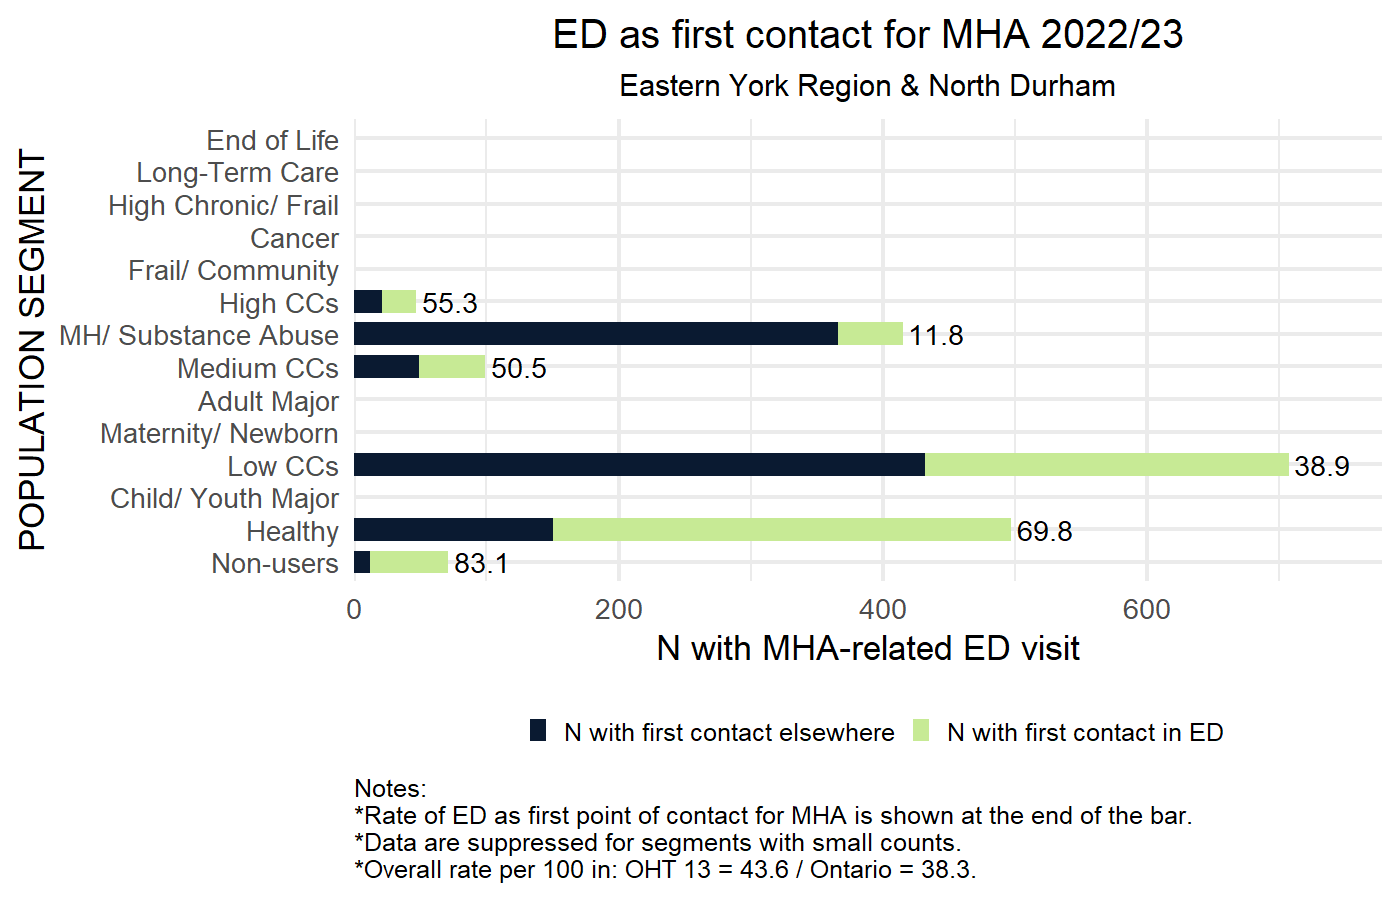 ED as first contact for MHA 2022/23
Eastern York Region & North Durham
POPULATION SEGMENT
End of Life
Long-Term Care
High Chronic/ Frail
Cancer
Frail/ Community
High CCs 55.3
MH/ Substance Abuse 11.8
Medium CCs 50.5
Adult Major
Maternity/ Newborn
Low CCs 38.9
Child/ Youth Major
Healthy 69.8
Non-users 83.1
0 200 400 600
N with MHA-related ED visit
N with first contact elsewhere N with first contact in ED
Notes:
*Rate of ED as first point of contact for MHA is shown at the end of the bar.
*Data are suppressed for segments with small counts.
*Overall rate per 100 in: OHT 13 = 43.6 / Ontario = 38.3.